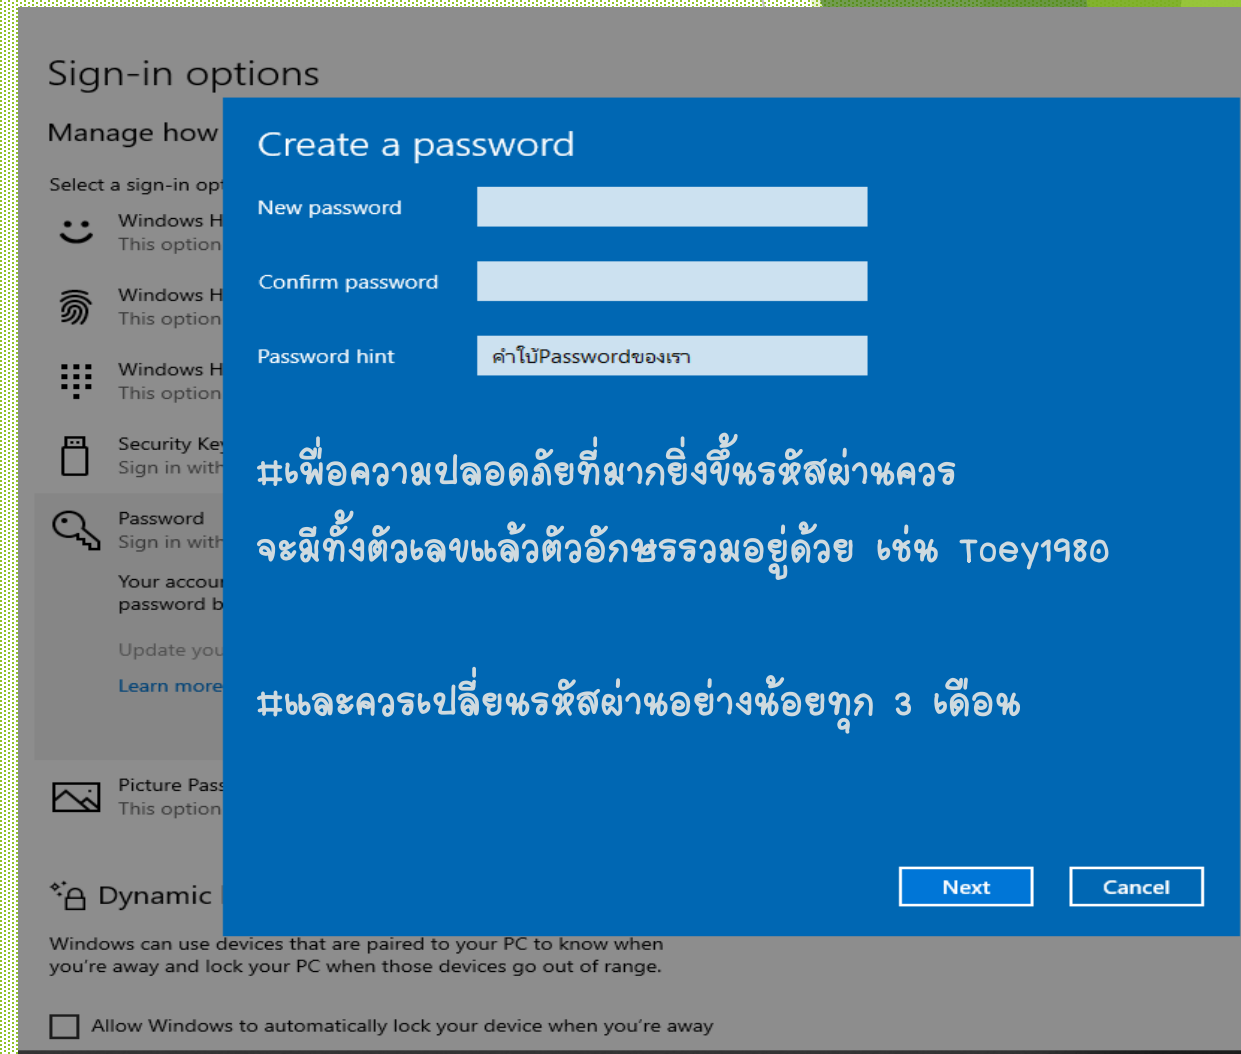 Sign-in options
Manage how
Create a password
Select a sign-in opt
New password
Windows H
This option
Confirm password
Windows H
This option
Password hint
คำใบ้Passwordของเรา
Windows H
This option
Security Key
Sign in with
#เพื่อความปลอดภัยที่มากยิ่งขึ้นรหัสผ่านควร
จะมีทั้งตัวเลขแล้วตัวอักษรรวมอยู่ด้วย เช่น Toey1980
Password
Sign in with
Your accoun
password b
Update you
Learn more
#และควรเปลี่ยนรหัสผ่านอย่างน้อยทุก 3 เดือน
Picture Pass
This option
Next
Cancel
Dynamic
Windows can use devices that are paired to your PC to know when
you're away and lock your PC when those devices go out of range.
Allow Windows to automatically lock your device when you're away